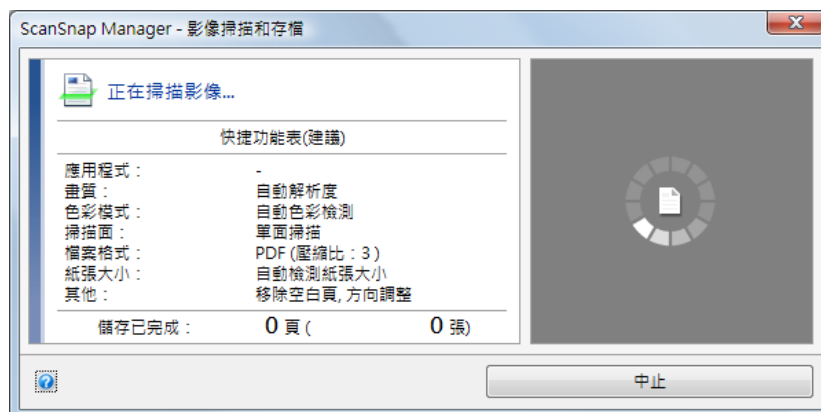 ScanSnap Manager - 影像掃描和存檔
正在掃描影像...
快捷功能表(建議)
應用程式： -
畫質： 自動解析度
色彩模式： 自動色彩檢測
掃描面： 單面掃描
檔案格式： PDF (壓縮比：3)
紙張大小： 自動檢測紙張大小
其他： 移除空白頁, 方向調整
儲存已完成： 0 頁 ( 0 張)
中止